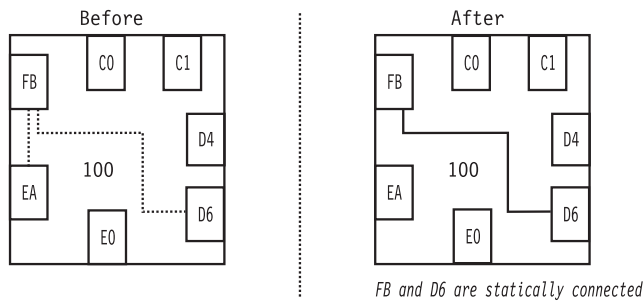 Before
After
C0
C1
FB
D4
100
EA
D6
E0
C0
C1
FB
D4
100
EA
D6
E0
FB and D6 are statically connected